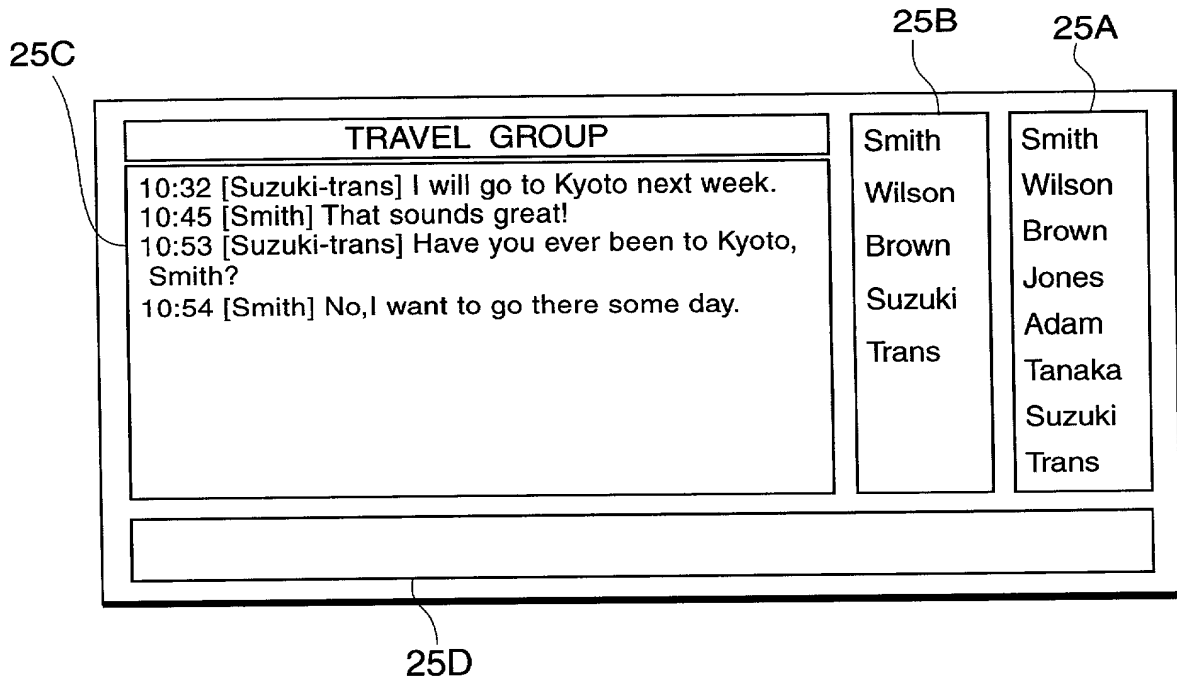 25C
25B
25A
TRAVEL GROUP
10:32 [Suzuki-trans] I will go to Kyoto next week.
10:45 [Smith] That sounds great!
10:53 [Suzuki-trans] Have you ever been to Kyoto,
Smith?
10:54 [Smith] No,I want to go there some day.
Smith
Wilson
Brown
Suzuki
Trans
Smith
Wilson
Brown
Jones
Adam
Tanaka
Suzuki
Trans
25D